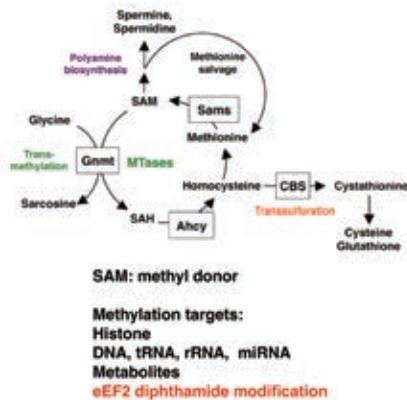 Spermine,
Spermidine
Polyamine
biosynthesis
Methionine
salvage
SAM
Sams
Glycine
Methionine
Trans-
methylation
Gnmt
MTases
Homocysteine
CBS
Cystathionine
Sarcosine
SAH
Ahcy
Transsulfuration
Cysteine
Glutathione
SAM: methyl donor
Methylation targets:
Histone
DNA, tRNA, rRNA, miRNA
Metabolites
eEF2 diphthamide modification